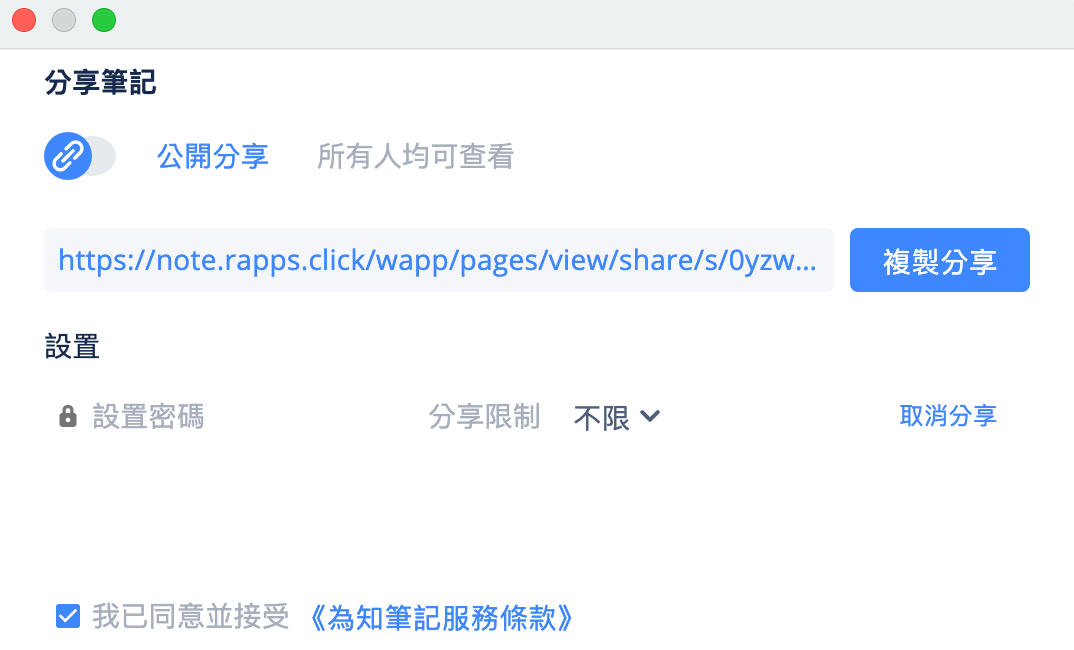 分享筆記
公開分享 所有人均可查看
https://note.rapps.click/wapp/pages/view/share/s/0yzw... 複製分享
設置
設置密碼 分享限制 不限 取消分享
我已同意並接受 《為知筆記服務條款》